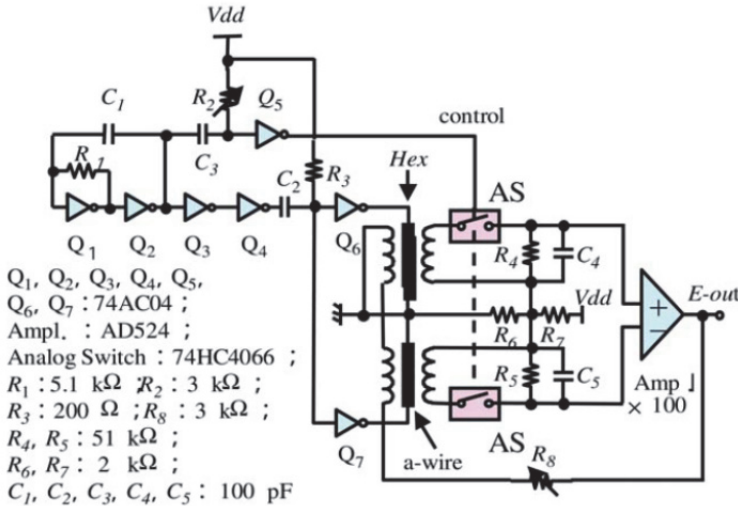 Vdd
C1
R2
Q5
control
C3
R1
Hex
C2
R3
AS
Q1
Q2
Q3
Q4
Q6
R4
C4
Q1, Q2, Q3, Q4, Q5,
Q6, Q7 : 74AC04 ;
Vdd
E-out
Ampl. : AD524 ;
R6
R7
Analog Switch : 74HC4066 ;
R1 : 5.1 kΩ ;R2 : 3 kΩ ;
R5
C5
Amp ⌋
R3 : 200 Ω ;R8 : 3 kΩ ;
× 100
R4, R5 : 51 kΩ ;
Q7
a-wire
AS
R8
R6, R7 : 2 kΩ ;
C1, C2, C3, C4, C5 : 100 pF
+
−